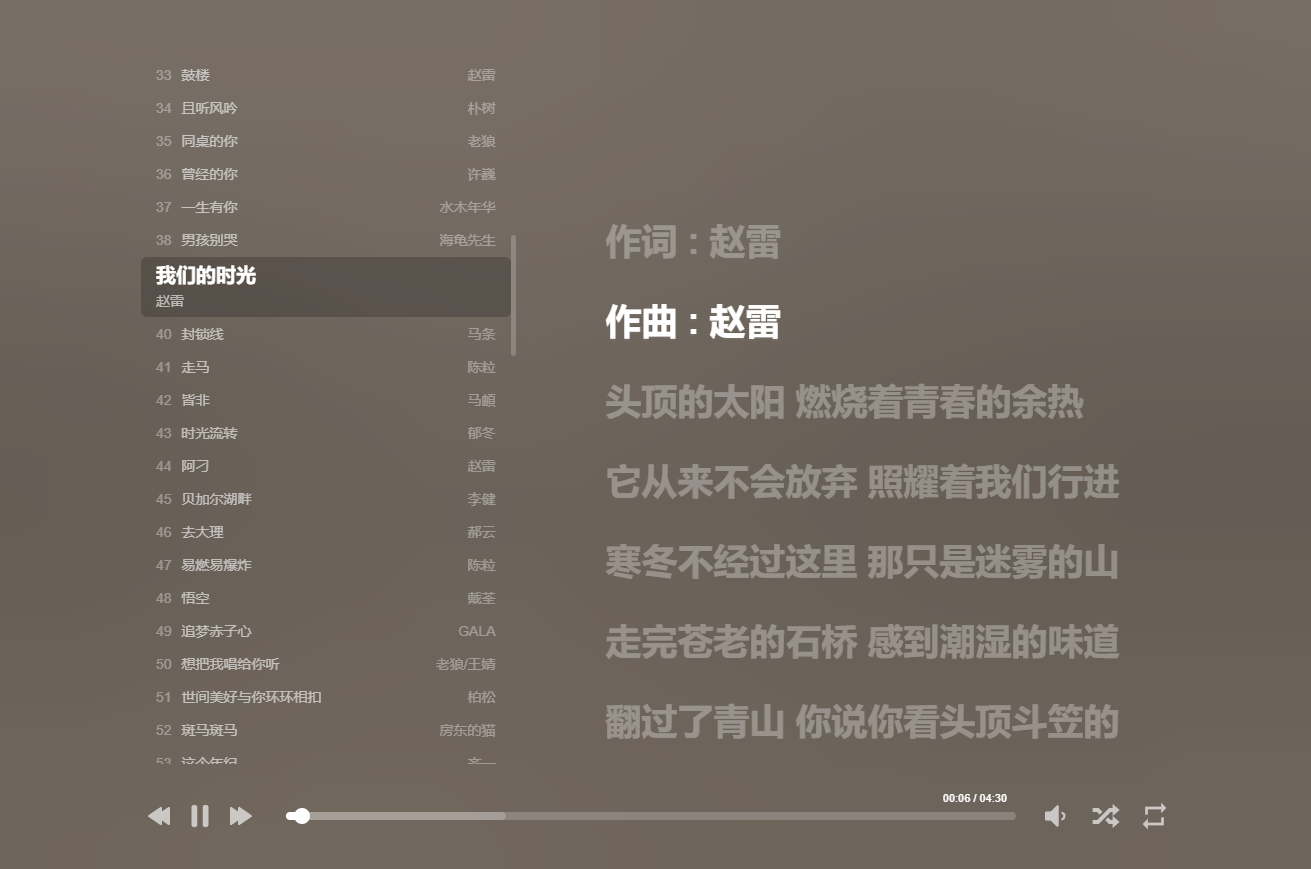 33 鼓楼 赵雷
34 且听风吟 朴树
35 同桌的你 老狼
36 曾经的你 许巍
37 一生有你 水木年华
38 男孩别哭 海龟先生
我们的时光
赵雷
40 封锁线 马条
41 走马 陈粒
42 皆非 马頔
43 时光流转 郁冬
44 阿刁 赵雷
45 贝加尔湖畔 李健
46 去大理 郝云
47 易燃易爆炸 陈粒
48 悟空 戴荃
49 追梦赤子心 GALA
50 想把我唱给你听 老狼/王婧
51 世间美好与你环环相扣 柏松
52 斑马斑马 房东的猫
53 这个年纪 齐一
作词：赵雷
作曲：赵雷
头顶的太阳 燃烧着青春的余热
它从来不会放弃 照耀着我们行进
寒冬不经过这里 那只是迷雾的山
走完苍老的石桥 感到潮湿的味道
翻过了青山 你说你看头顶斗笠的
00:06 / 04:30